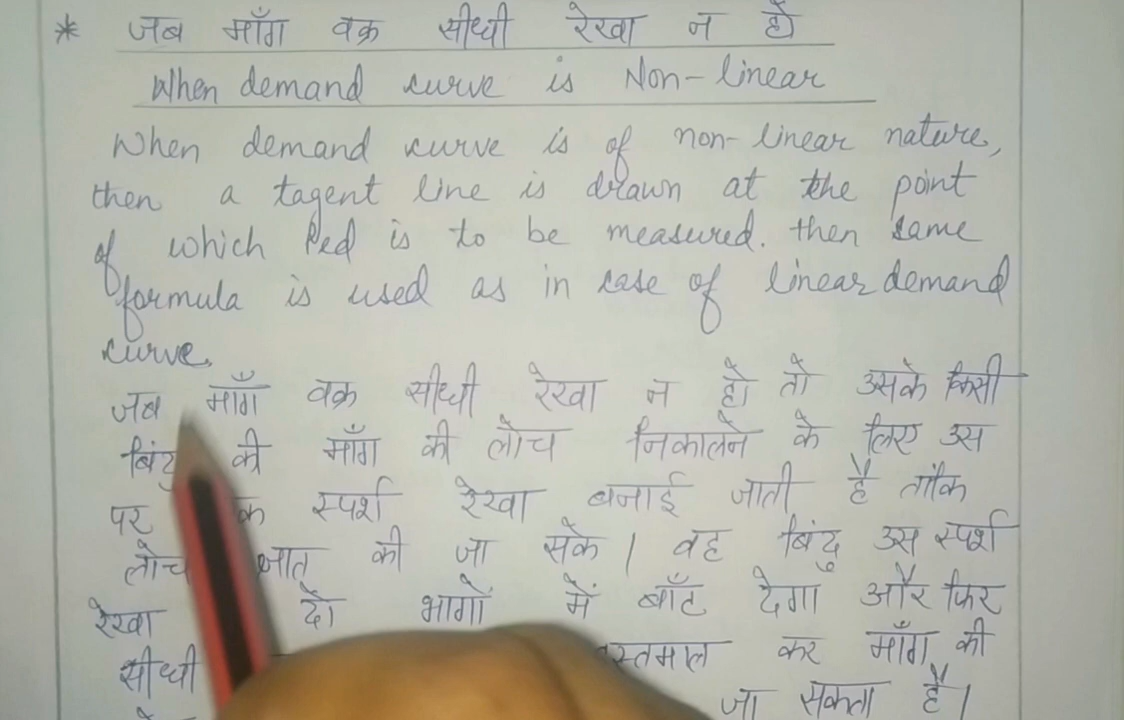 * जब माँग वक्र सीधी रेखा न हो
When demand curve is Non-linear
When demand curve is of non-linear nature,
then a tagent line is drawn at the point
of which Ped is to be measured. then same
formula is used as in case of linear demand
curve.
जब माँग वक्र सीधी रेखा न हो तो उसके किसी
बिंदु की माँग की लोच निकालने के लिए उस
पर स्पर्श रेखा बनाई जाती है ताकि
लोच ज्ञात की जा सके। वह बिंदु उस स्पर्श
रेखा दो भागों में बाँट देगा और फिर
सीधी कर माँग की
जा सकता है।